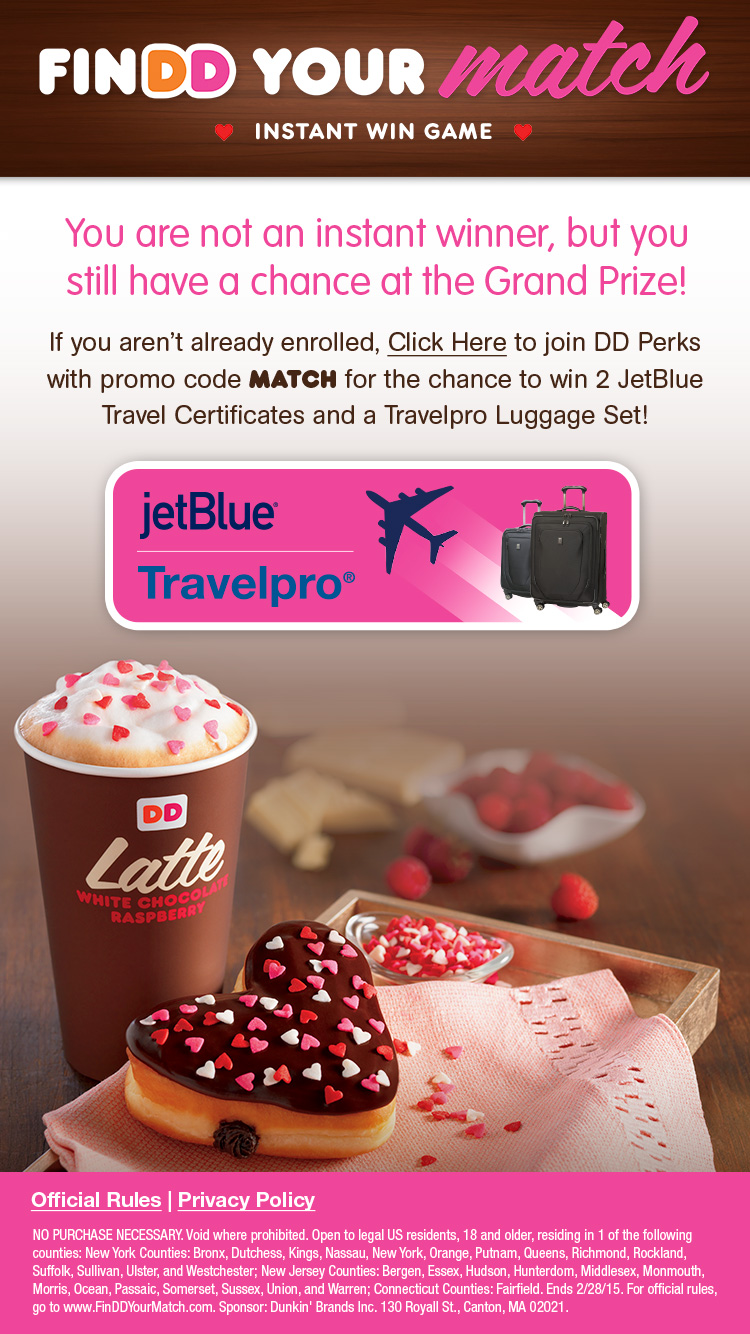 FINDD YOUR match
INSTANT WIN GAME
You are not an instant winner, but you
still have a chance at the Grand Prize!
If you aren't already enrolled, Click Here to join DD Perks
with promo code MATCH for the chance to win 2 JetBlue
Travel Certificates and a Travelpro Luggage Set!
jetBlue®
Travelpro®
DD
Latte
WHITE CHOCOLATE
RASPBERRY
Official Rules | Privacy Policy
NO PURCHASE NECESSARY. Void where prohibited. Open to legal US residents, 18 and older, residing in 1 of the following
counties: New York Counties: Bronx, Dutchess, Kings, Nassau, New York, Orange, Putnam, Queens, Richmond, Rockland,
Suffolk, Sullivan, Ulster, and Westchester; New Jersey Counties: Bergen, Essex, Hudson, Hunterdom, Middlesex, Monmouth,
Morris, Ocean, Passaic, Somerset, Sussex, Union, and Warren; Connecticut Counties: Fairfield. Ends 2/28/15. For official rules,
go to www.FinDDYourMatch.com. Sponsor: Dunkin' Brands Inc. 130 Royall St., Canton, MA 02021.